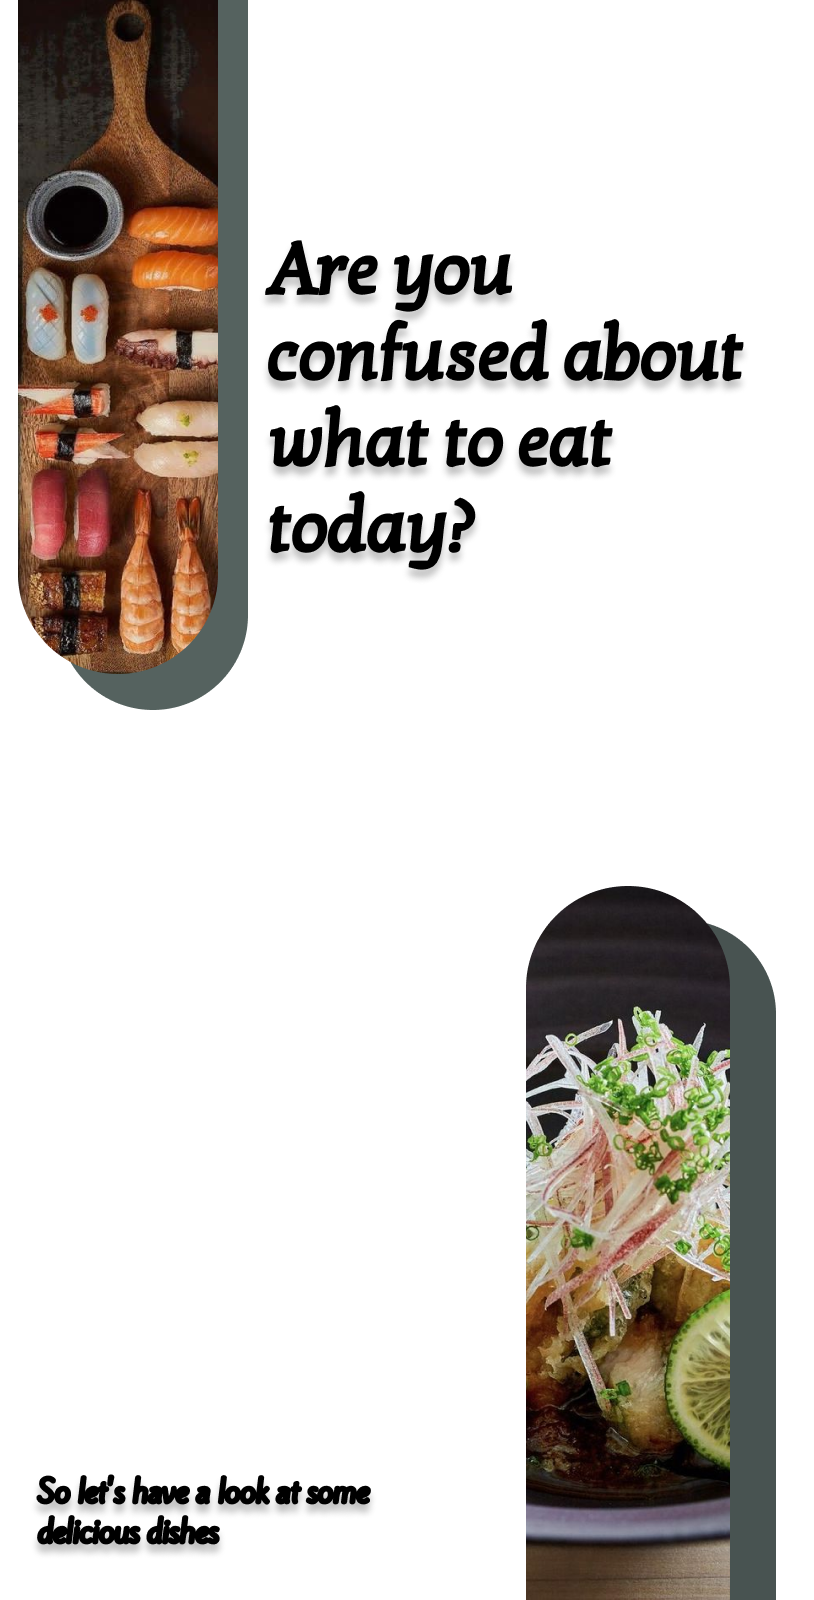 Are you
confused about
what to eat
today?
So let's have a look at some
delicious dishes